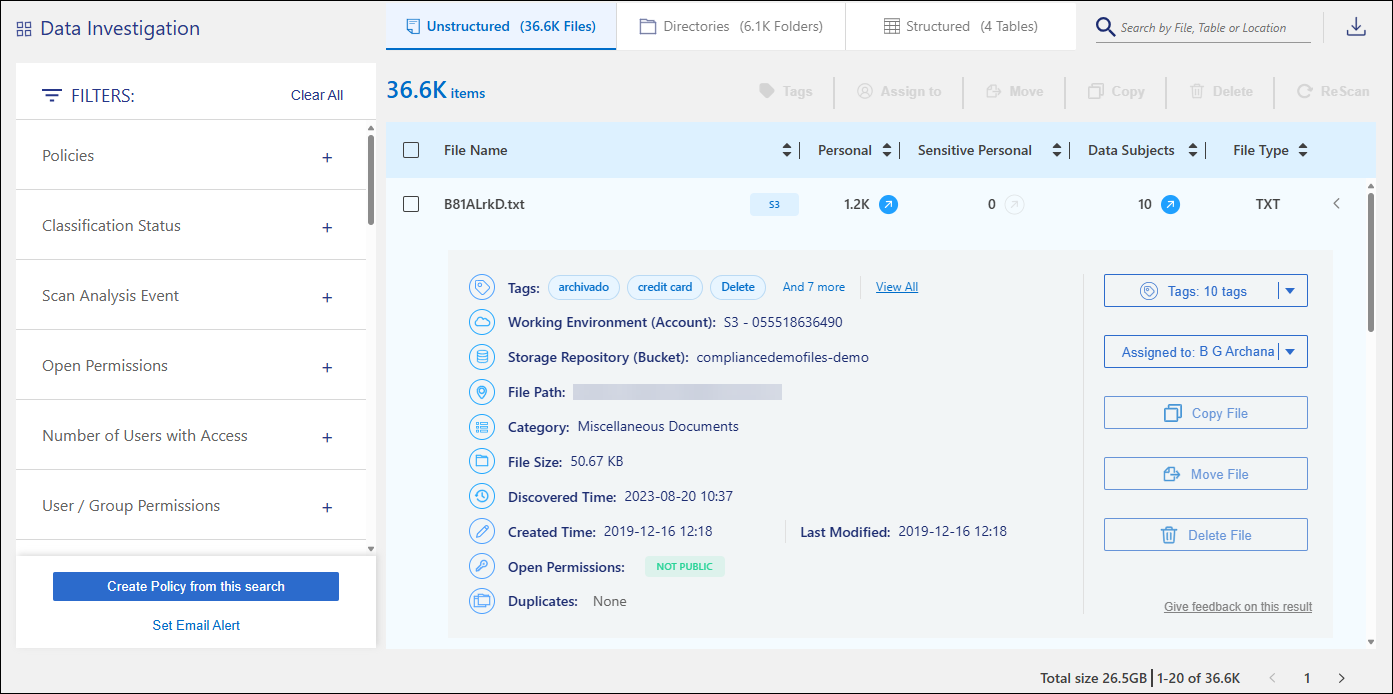 Data Investigation
Unstructured (36.6K Files)
Directories (6.1K Folders)
Structured (4 Tables)
Search by File, Table or Location
FILTERS:
Clear All
Policies +
Classification Status +
Scan Analysis Event +
Open Permissions +
Number of Users with Access +
User / Group Permissions +
Create Policy from this search
Set Email Alert
36.6K items
Tags
Assign to
Move
Copy
Delete
ReScan
File Name Personal Sensitive Personal Data Subjects File Type
B81ALrkD.txt S3 1.2K 0 10 TXT
Tags: archivado credit card Delete And 7 more View All
Working Environment (Account): S3 - 055518636490
Storage Repository (Bucket): compliancedemofiles-demo
File Path:
Category: Miscellaneous Documents
File Size: 50.67 KB
Discovered Time: 2023-08-20 10:37
Created Time: 2019-12-16 12:18 Last Modified: 2019-12-16 12:18
Open Permissions: NOT PUBLIC
Duplicates: None
Tags: 10 tags
Assigned to: B G Archana
Copy File
Move File
Delete File
Give feedback on this result
Total size 26.5GB 1-20 of 36.6K < 1 >